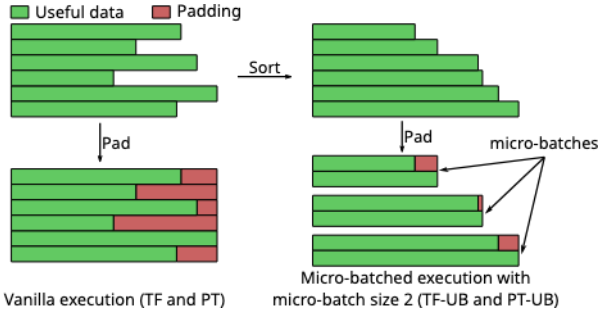 Useful data
Padding
Sort
Pad
Pad
micro-batches
Vanilla execution (TF and PT)
Micro-batched execution with
micro-batch size 2 (TF-UB and PT-UB)